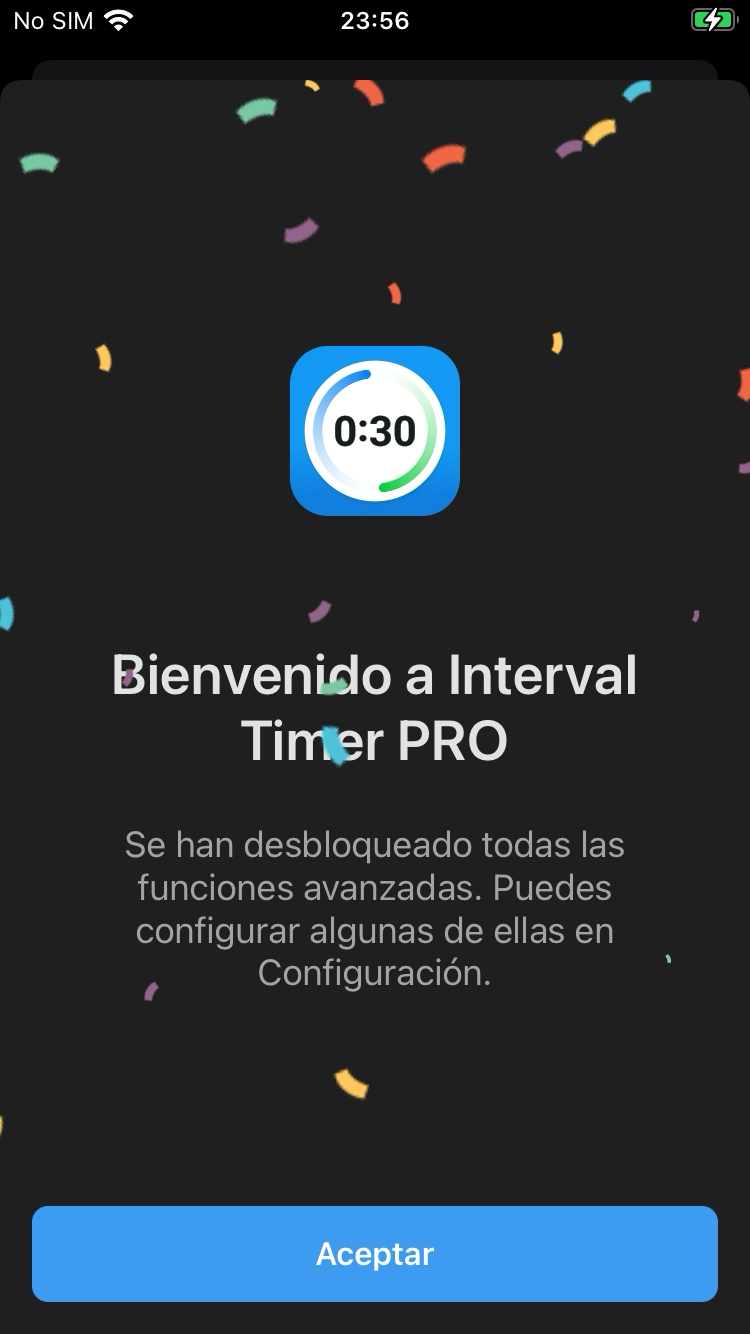 No SIM 23:56
0:30
Bienvenido a Interval
Timer PRO
Se han desbloqueado todas las
funciones avanzadas. Puedes
configurar algunas de ellas en
Configuración.
Aceptar